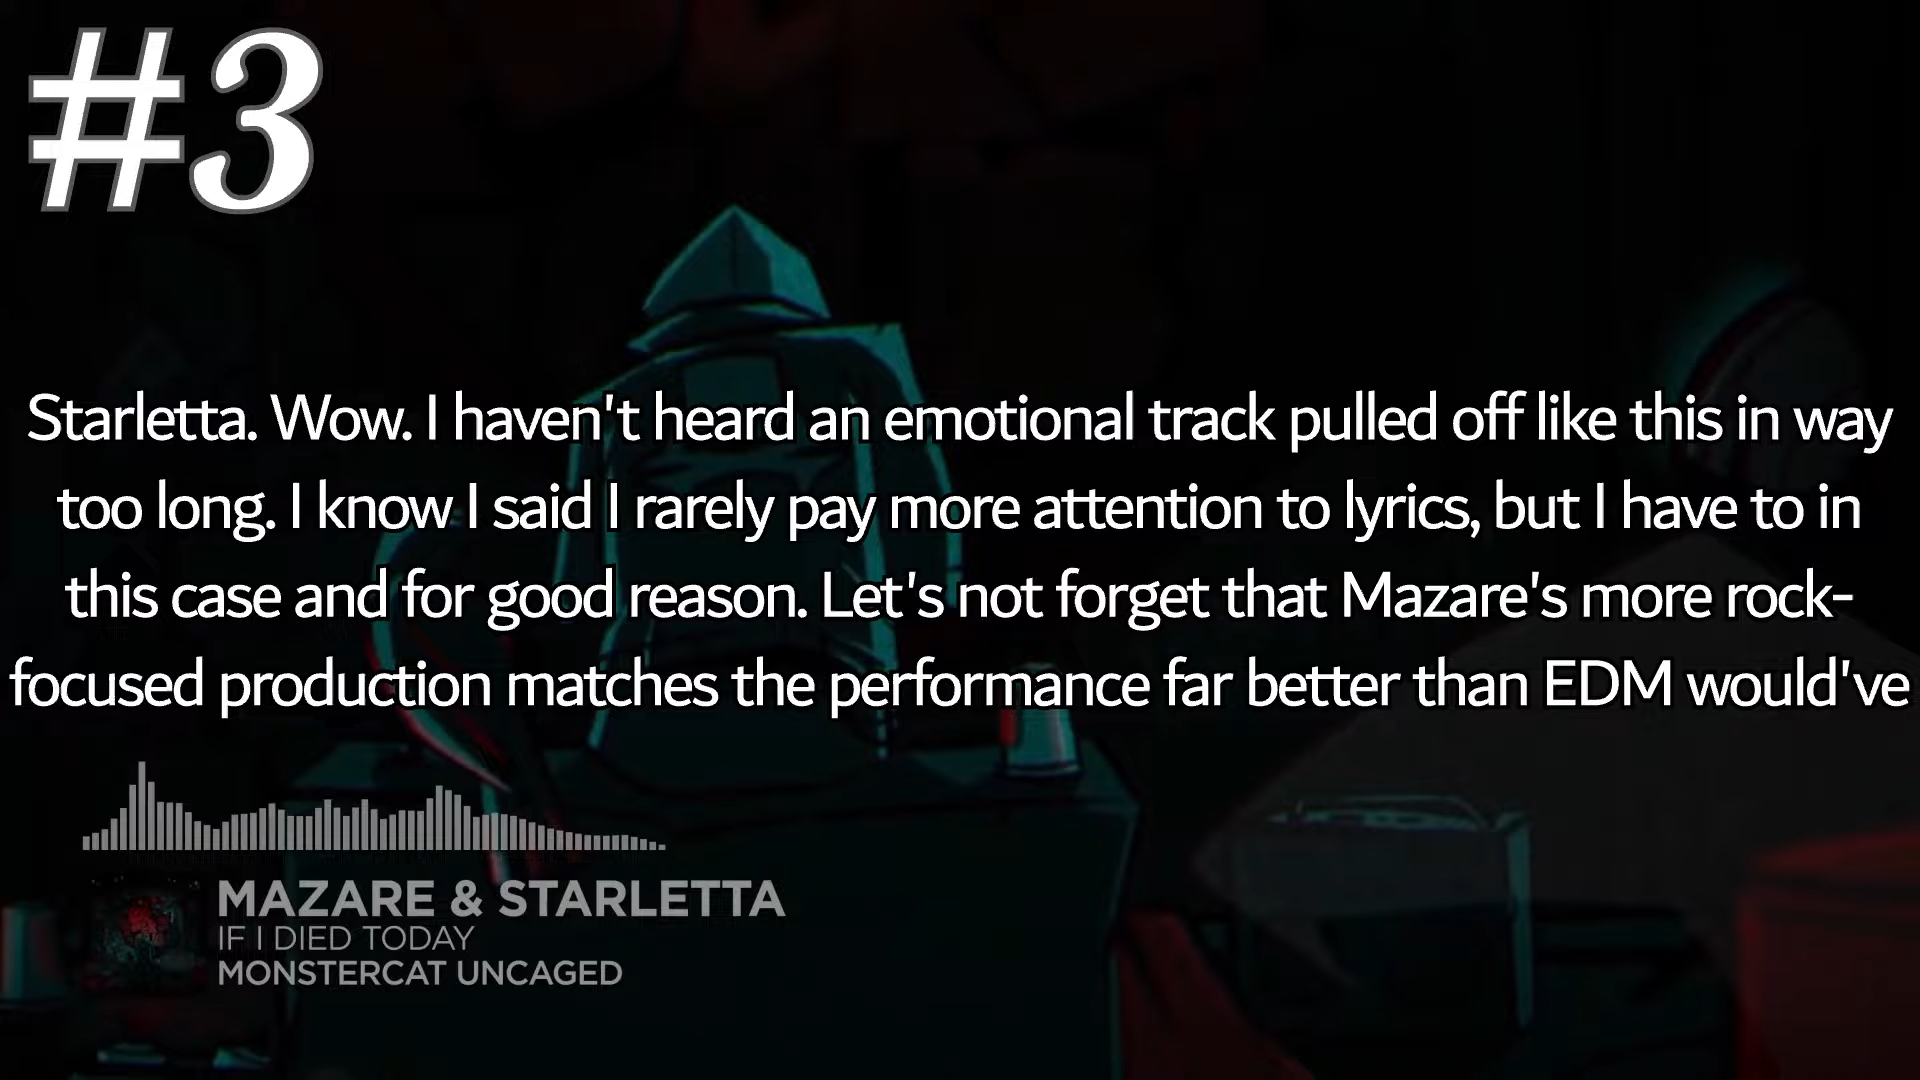 #3
Starletta. Wow. I haven't heard an emotional track pulled off like this in way
too long. I know I said I rarely pay more attention to lyrics, but I have to in
this case and for good reason. Let's not forget that Mazare's more rock-
focused production matches the performance far better than EDM would've
MAZARE & STARLETTA
IF I DIED TODAY
MONSTERCAT UNCAGED